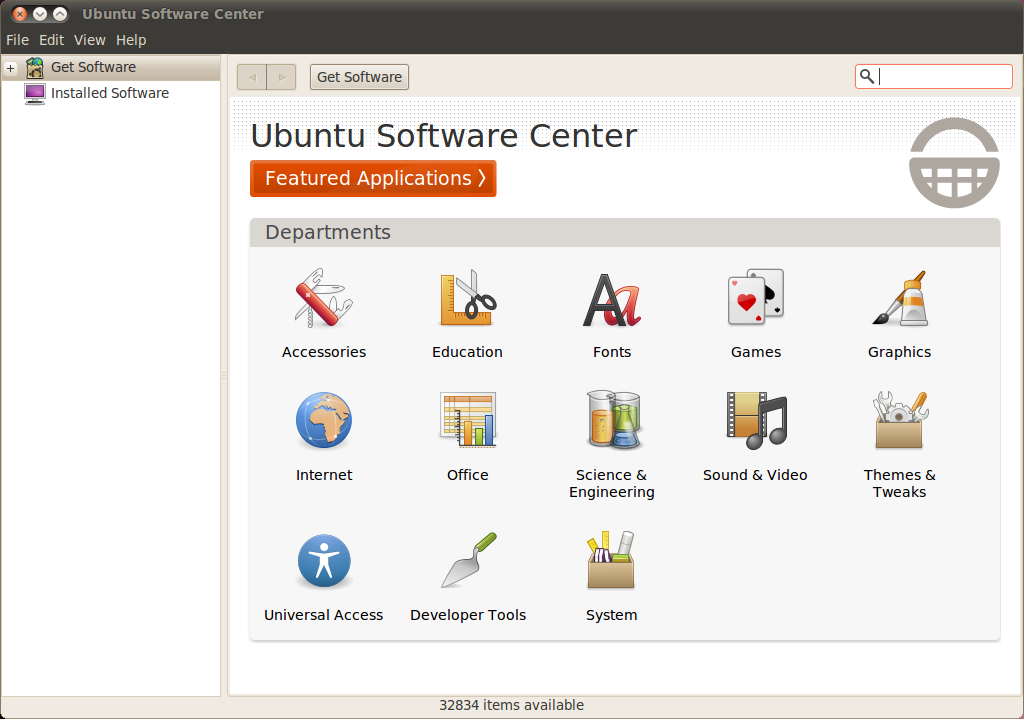 Ubuntu Software Center
File Edit View Help
Get Software
Installed Software
Get Software
Ubuntu Software Center
Featured Applications ⟩
Departments
Accessories
Education
Fonts
Games
Graphics
Internet
Office
Science &
Engineering
Sound & Video
Themes &
Tweaks
Universal Access
Developer Tools
System
32834 items available